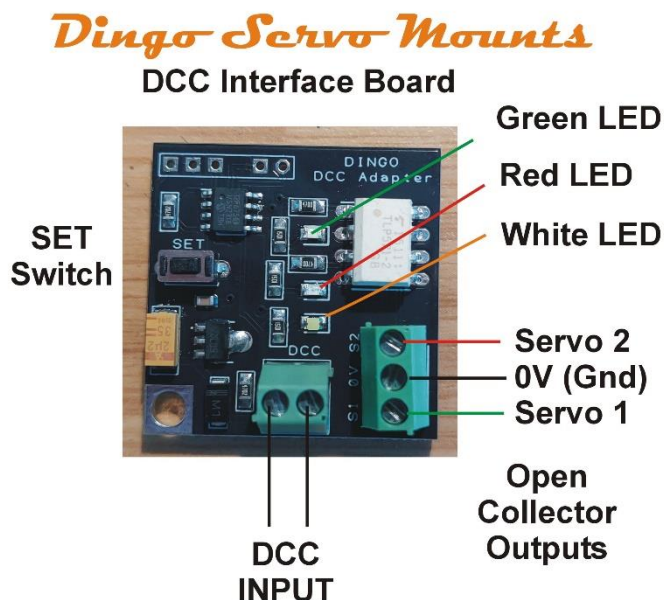 Dingo Servo Mounts
DCC Interface Board
Green LED
Red LED
White LED
SET
Switch
Servo 2
0V (Gnd)
Servo 1
Open
Collector
Outputs
DCC
INPUT
DINGO
DCC Adapter
SET
DCC
S2
0V
S1